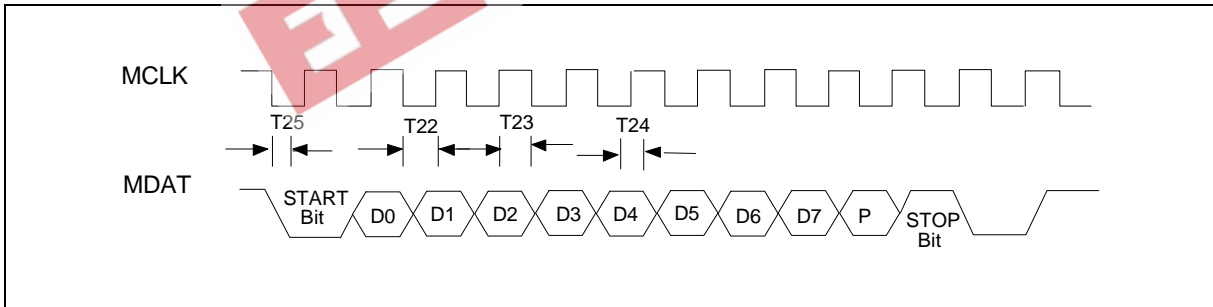 MCLK
T25
T22
T23
T24
MDAT
START
Bit
D0
D1
D2
D3
D4
D5
D6
D7
P
STOP
Bit